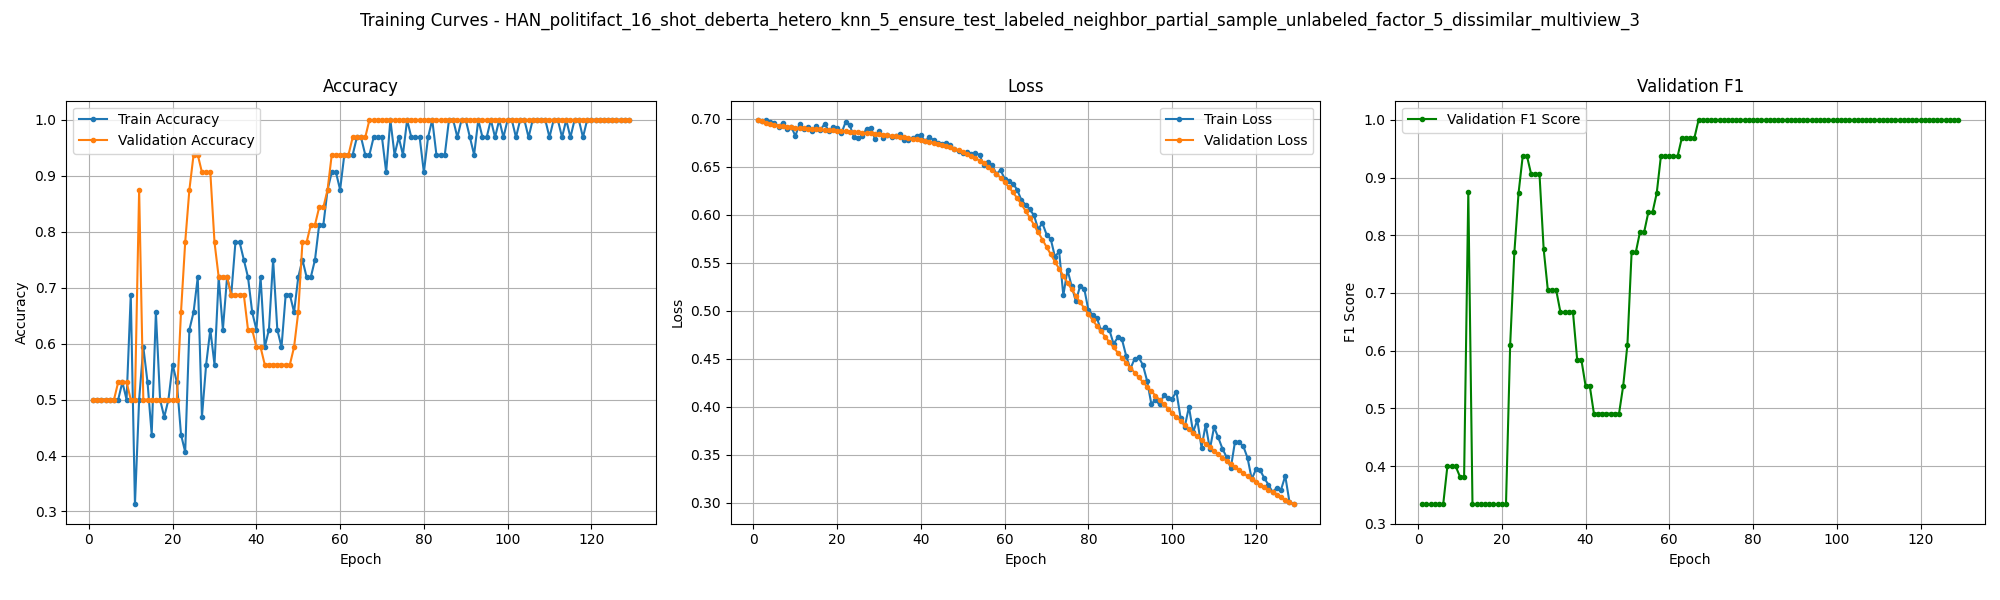 Training Curves - HAN_politifact_16_shot_deberta_hetero_knn_5_ensure_test_labeled_neighbor_partial_sample_unlabeled_factor_5_dissimilar_multiview_3
Accuracy
Train Accuracy
Validation Accuracy
1.0
0.9
0.8
0.7
0.6
0.5
0.4
0.3
Accuracy
0 20 40 60 80 100 120
Epoch
Loss
Train Loss
Validation Loss
0.70
0.65
0.60
0.55
0.50
0.45
0.40
0.35
0.30
Loss
0 20 40 60 80 100 120
Epoch
Validation F1
Validation F1 Score
1.0
0.9
0.8
0.7
0.6
0.5
0.4
0.3
F1 Score
0 20 40 60 80 100 120
Epoch